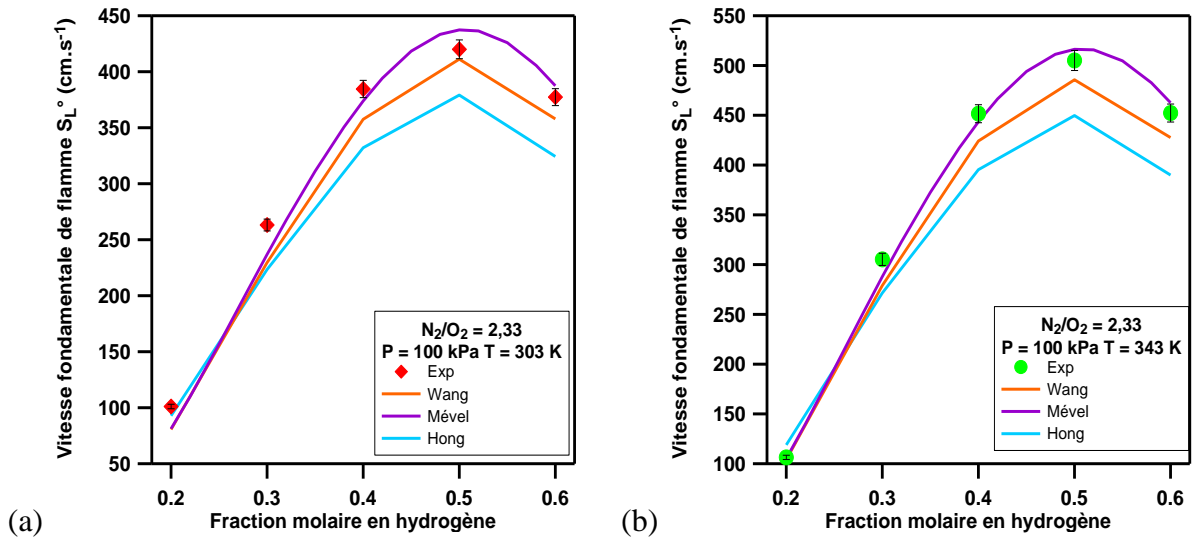 Vitesse fondamentale de flamme SL° (cm.s-1)
450
400
350
300
250
200
150
100
50
0.2 0.3 0.4 0.5 0.6
Fraction molaire en hydrogène
N2/O2 = 2,33
P = 100 kPa T = 303 K
Exp
Wang
Mével
Hong
(a)
Vitesse fondamentale de flamme SL° (cm.s-1)
550
500
450
400
350
300
250
200
150
100
0.2 0.3 0.4 0.5 0.6
Fraction molaire en hydrogène
N2/O2 = 2,33
P = 100 kPa T = 343 K
Exp
Wang
Mével
Hong
(b)